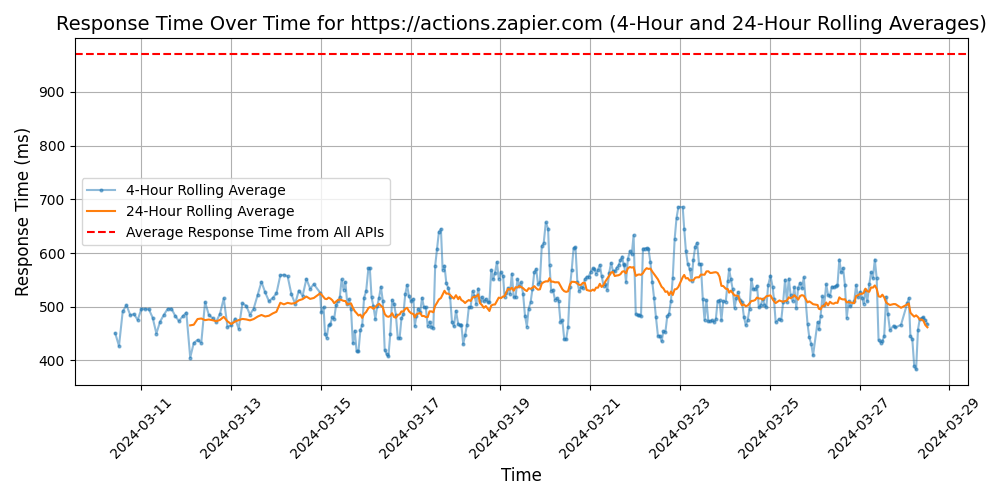 Response Time Over Time for https://actions.zapier.com (4-Hour and 24-Hour Rolling Averages)
Response Time (ms)
900
800
700
600
500
400
4-Hour Rolling Average
24-Hour Rolling Average
Average Response Time from All APIs
2024-03-11
2024-03-13
2024-03-15
2024-03-17
2024-03-19
2024-03-21
2024-03-23
2024-03-25
2024-03-27
2024-03-29
Time